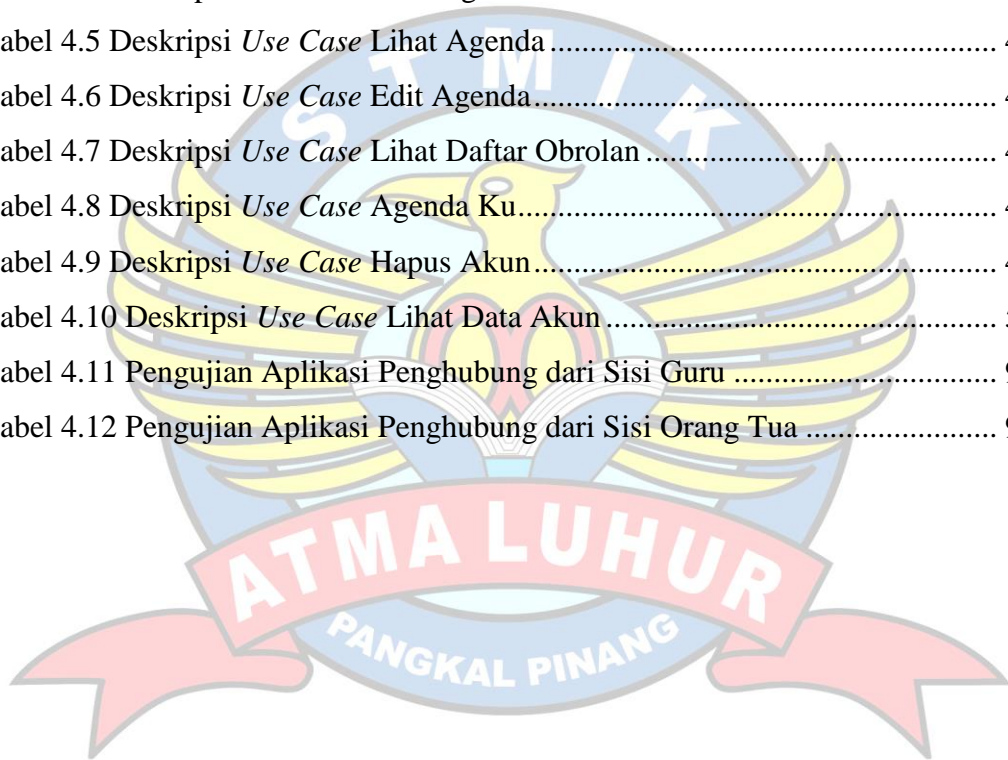 abel 4.5 Deskripsi Use Case Lihat Agenda ........................................................
abel 4.6 Deskripsi Use Case Edit Agenda ........................................................
abel 4.7 Deskripsi Use Case Lihat Daftar Obrolan ............................................
abel 4.8 Deskripsi Use Case Agenda Ku ............................................................
abel 4.9 Deskripsi Use Case Hapus Akun ..........................................................
abel 4.10 Deskripsi Use Case Lihat Data Akun .................................................
abel 4.11 Pengujian Aplikasi Penghubung dari Sisi Guru .................................
abel 4.12 Pengujian Aplikasi Penghubung dari Sisi Orang Tua ........................
STMIK
ATMA LUHUR
PANGKAL PINANG